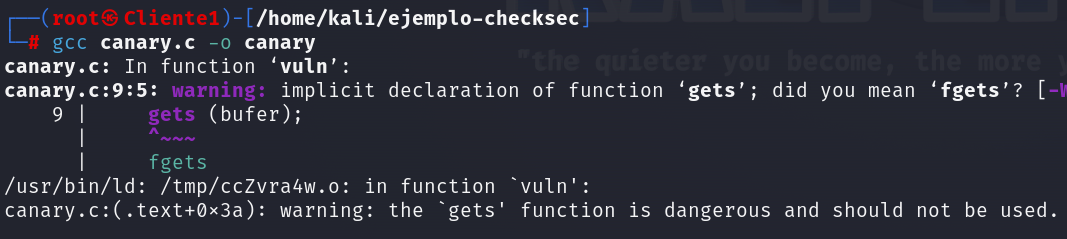 ┌──(root㉿Cliente1)-[/home/kali/ejemplo-checksec]
"the quieter you become, the more y
└─# gcc canary.c -o canary
canary.c: In function ‘vuln’:
canary.c:9:5: warning: implicit declaration of function ‘gets’; did you mean ‘fgets’? [-W
    9 |     gets (bufer);
      |     ^~~~
      |     fgets
/usr/bin/ld: /tmp/ccZvra4w.o: in function `vuln':
canary.c:(.text+0×3a): warning: the `gets' function is dangerous and should not be used.